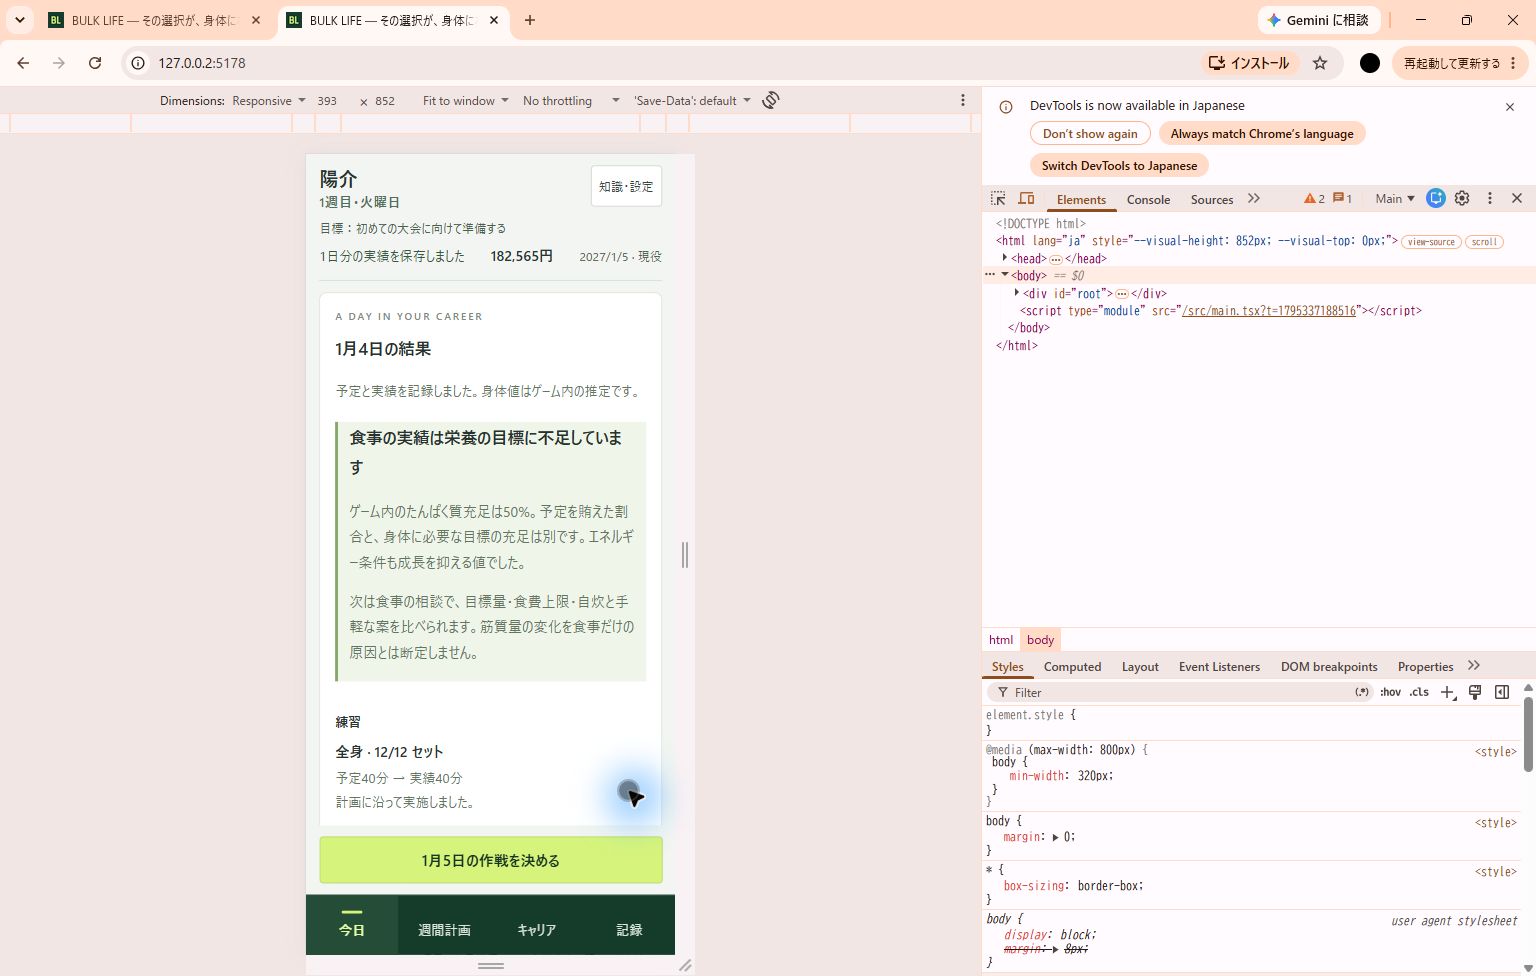 BL BULK LIFE — その選択が、身体に
BL BULK LIFE — その選択が、身体に
Gemini に相談
127.0.0.2:5178
インストール
再起動して更新する
Dimensions: Responsive 393 × 852 Fit to window No throttling 'Save-Data': default
陽介
知識・設定
1週目・火曜日
目標：初めての大会に向けて準備する
1日分の実績を保存しました 182,565円 2027/1/5 · 現役
A DAY IN YOUR CAREER
1月4日の結果
予定と実績を記録しました。身体値はゲーム内の推定です。
食事の実績は栄養の目標に不足していま
す
ゲーム内のたんぱく質充足は50%。予定を賄えた割
合と、身体に必要な目標の充足は別です。エネルギ
ー条件も成長を抑える値でした。
次は食事の相談で、目標量・食費上限・自炊と手
軽な案を比べられます。筋質量の変化を食事だけの
原因とは断定しません。
練習
全身 · 12/12 セット
予定40分 → 実績40分
計画に沿って実施しました。
1月5日の作戦を決める
今日 週間計画 キャリア 記録
DevTools is now available in Japanese
Don't show again Always match Chrome's language
Switch DevTools to Japanese
Elements Console Sources 2 1 Main
<!DOCTYPE html>
<html lang="ja" style="--visual-height: 852px; --visual-top: 0px;"> view-source scroll
<head> … </head>
… <body> == $0
<div id="root"> … </div>
<script type="module" src="/src/main.tsx?t=1795337188516"></script>
</body>
</html>
html body
Styles Computed Layout Event Listeners DOM breakpoints Properties
Filter (.*) :hov .cls
element.style {
}
@media (max-width: 800px) { <style>
body {
min-width: 320px;
}
}
body { <style>
margin: 0;
}
* { <style>
box-sizing: border-box;
}
body { user agent stylesheet
display: block;
margin: 8px;
}